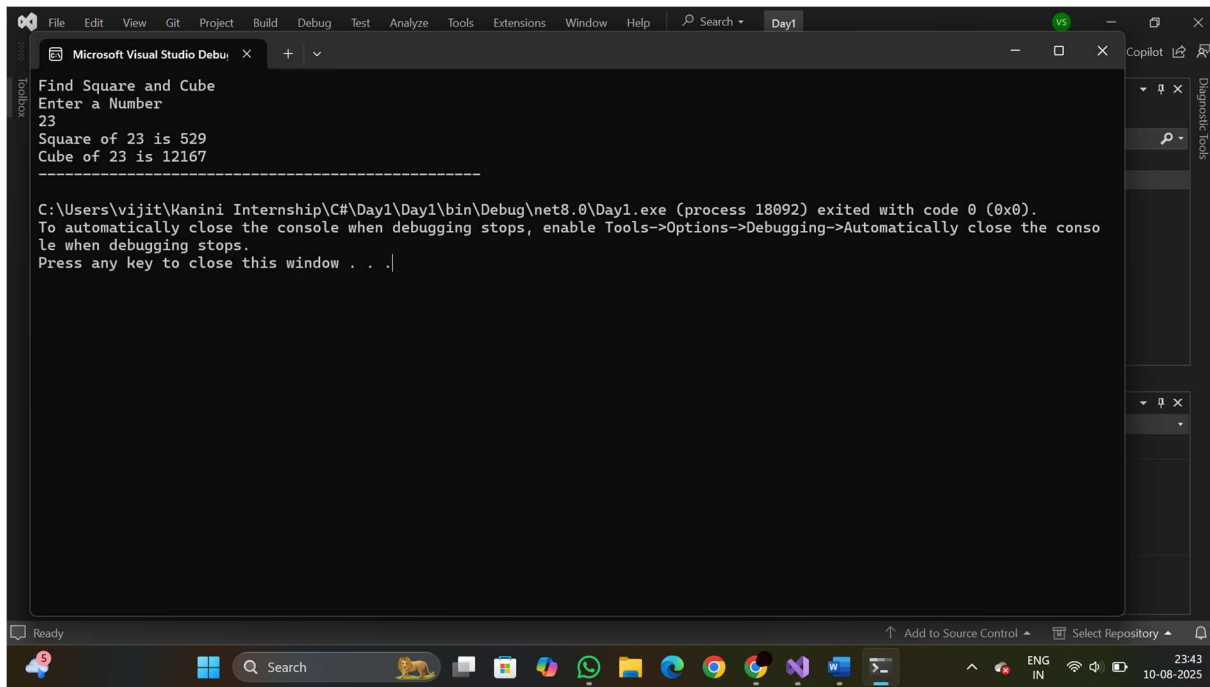 File Edit View Git Project Build Debug Test Analyze Tools Extensions Window Help Search Day1 VS
Microsoft Visual Studio Debu
Copilot
Toolbox
Diagnostic Tools
Find Square and Cube
Enter a Number
23
Square of 23 is 529
Cube of 23 is 12167
--------------------------------------------------
C:\Users\vijit\Kanini Internship\C#\Day1\Day1\bin\Debug\net8.0\Day1.exe (process 18092) exited with code 0 (0x0).
To automatically close the console when debugging stops, enable Tools->Options->Debugging->Automatically close the conso
le when debugging stops.
Press any key to close this window . . .
Ready Add to Source Control Select Repository
5 Search ENG 23:43
IN 10-08-2025